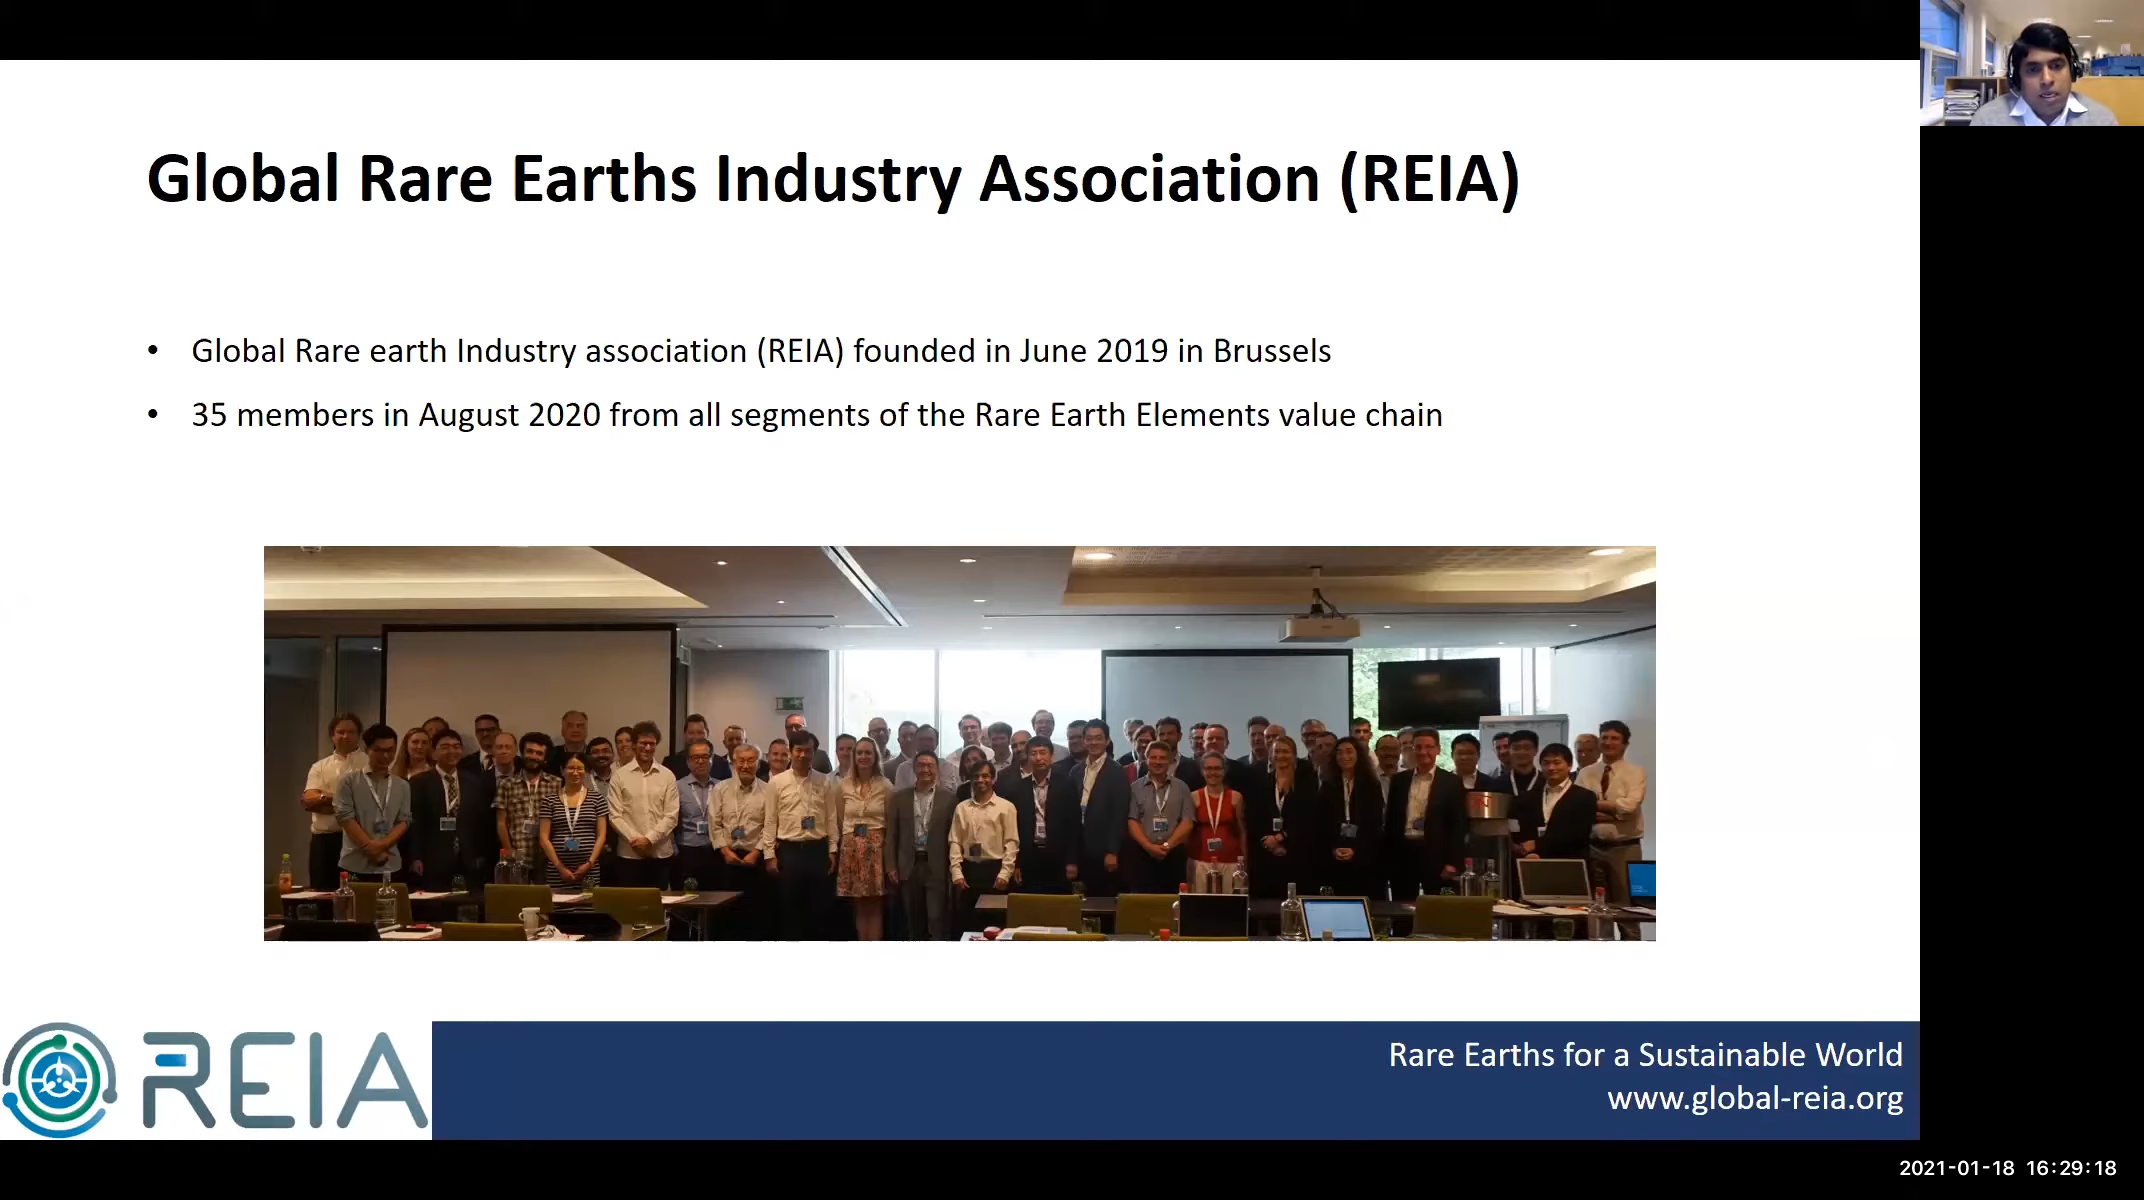 Global Rare Earths Industry Association (REIA)
• Global Rare earth Industry association (REIA) founded in June 2019 in Brussels
• 35 members in August 2020 from all segments of the Rare Earth Elements value chain
REIA
Rare Earths for a Sustainable World
www.global-reia.org
2021-01-18 16:29:18